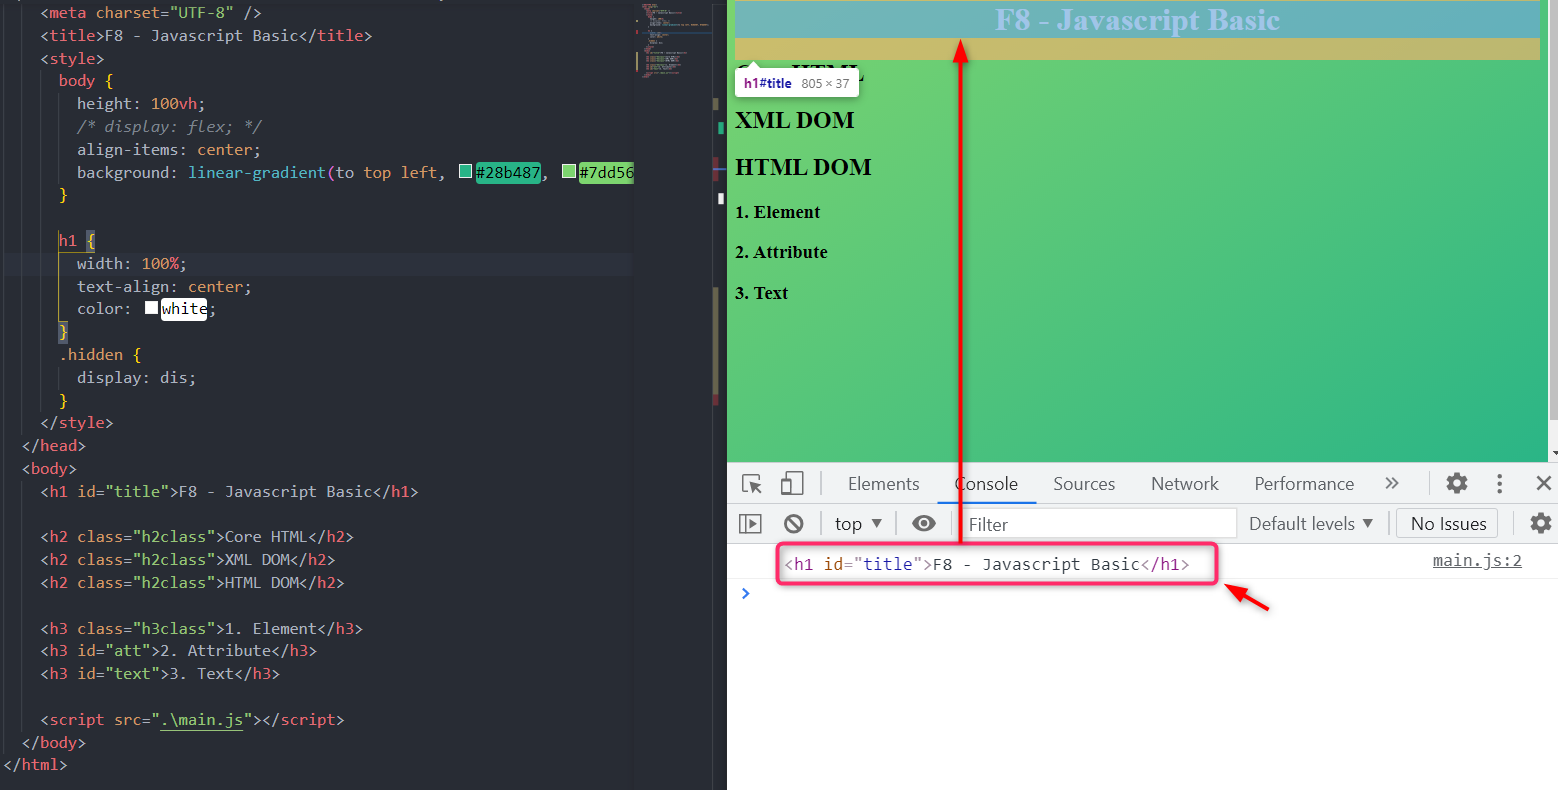 <meta charset="UTF-8" />
<title>F8 - Javascript Basic</title>
<style>
body {
height: 100vh;
/* display: flex; */
align-items: center;
background: linear-gradient(to top left, #28b487, #7dd56
}
h1 {
width: 100%;
text-align: center;
color: white;
}
.hidden {
display: dis;
}
</style>
</head>
<body>
<h1 id="title">F8 - Javascript Basic</h1>
<h2 class="h2class">Core HTML</h2>
<h2 class="h2class">XML DOM</h2>
<h2 class="h2class">HTML DOM</h2>
<h3 class="h3class">1. Element</h3>
<h3 id="att">2. Attribute</h3>
<h3 id="text">3. Text</h3>
<script src=".\main.js"></script>
</body>
</html>
F8 - Javascript Basic
h1#title 805 × 37
XML DOM
HTML DOM
1. Element
2. Attribute
3. Text
Elements Console Sources Network Performance »
top ▼ Filter Default levels ▼ No Issues
<h1 id="title">F8 - Javascript Basic</h1> main.js:2